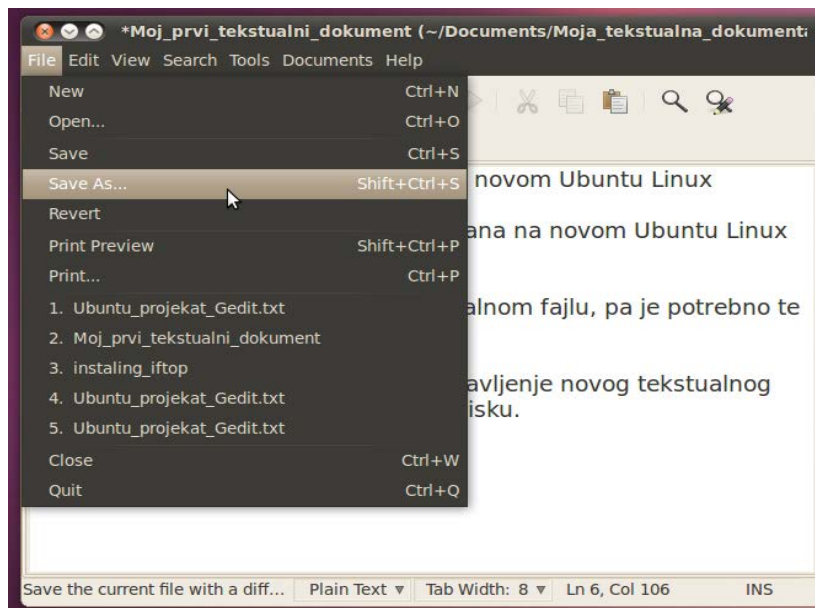 *Moj_prvi_tekstualni_dokument (~/Documents/Moja_tekstualna_dokumenta
File Edit View Search Tools Documents Help
New Ctrl+N
Open... Ctrl+O
Save Ctrl+S
Save As... Shift+Ctrl+S
novom Ubuntu Linux
Revert
ana na novom Ubuntu Linux
Print Preview Shift+Ctrl+P
Print... Ctrl+P
1. Ubuntu_projekat_Gedit.txt
alnom fajlu, pa je potrebno te
2. Moj_prvi_tekstualni_dokument
3. instaling_iftop
avljenje novog tekstualnog
4. Ubuntu_projekat_Gedit.txt
isku.
5. Ubuntu_projekat_Gedit.txt
Close Ctrl+W
Quit Ctrl+Q
Save the current file with a diff... Plain Text Tab Width: 8 Ln 6, Col 106 INS